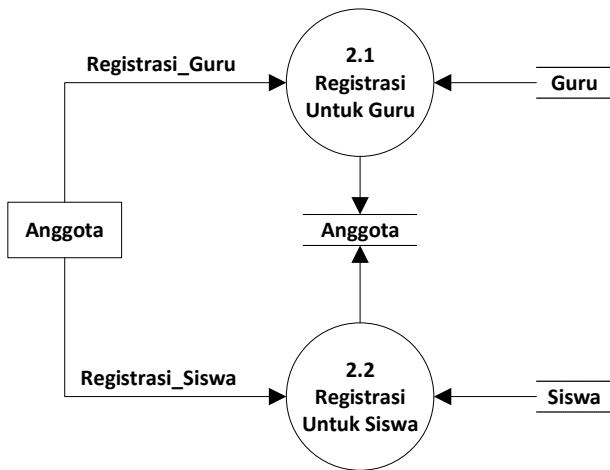 2.1
Registrasi_Guru
Registrasi
Guru
Untuk Guru
Anggota
Anggota
2.2
Registrasi_Siswa
Registrasi
Siswa
Untuk Siswa